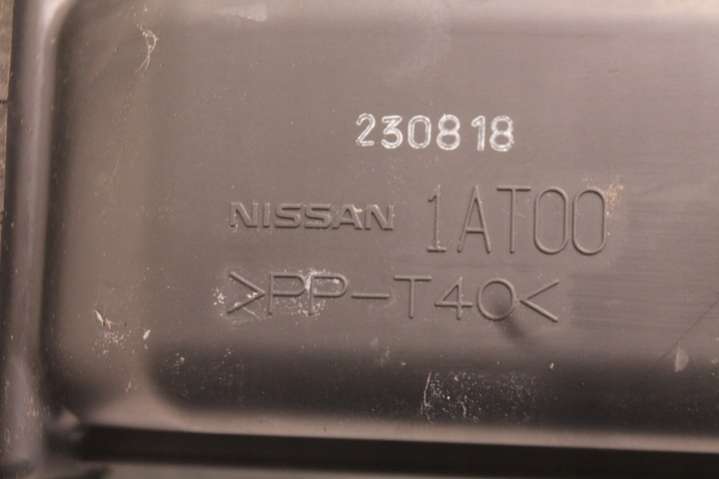 230818
NISSAN 1AT00
>PP-T40<